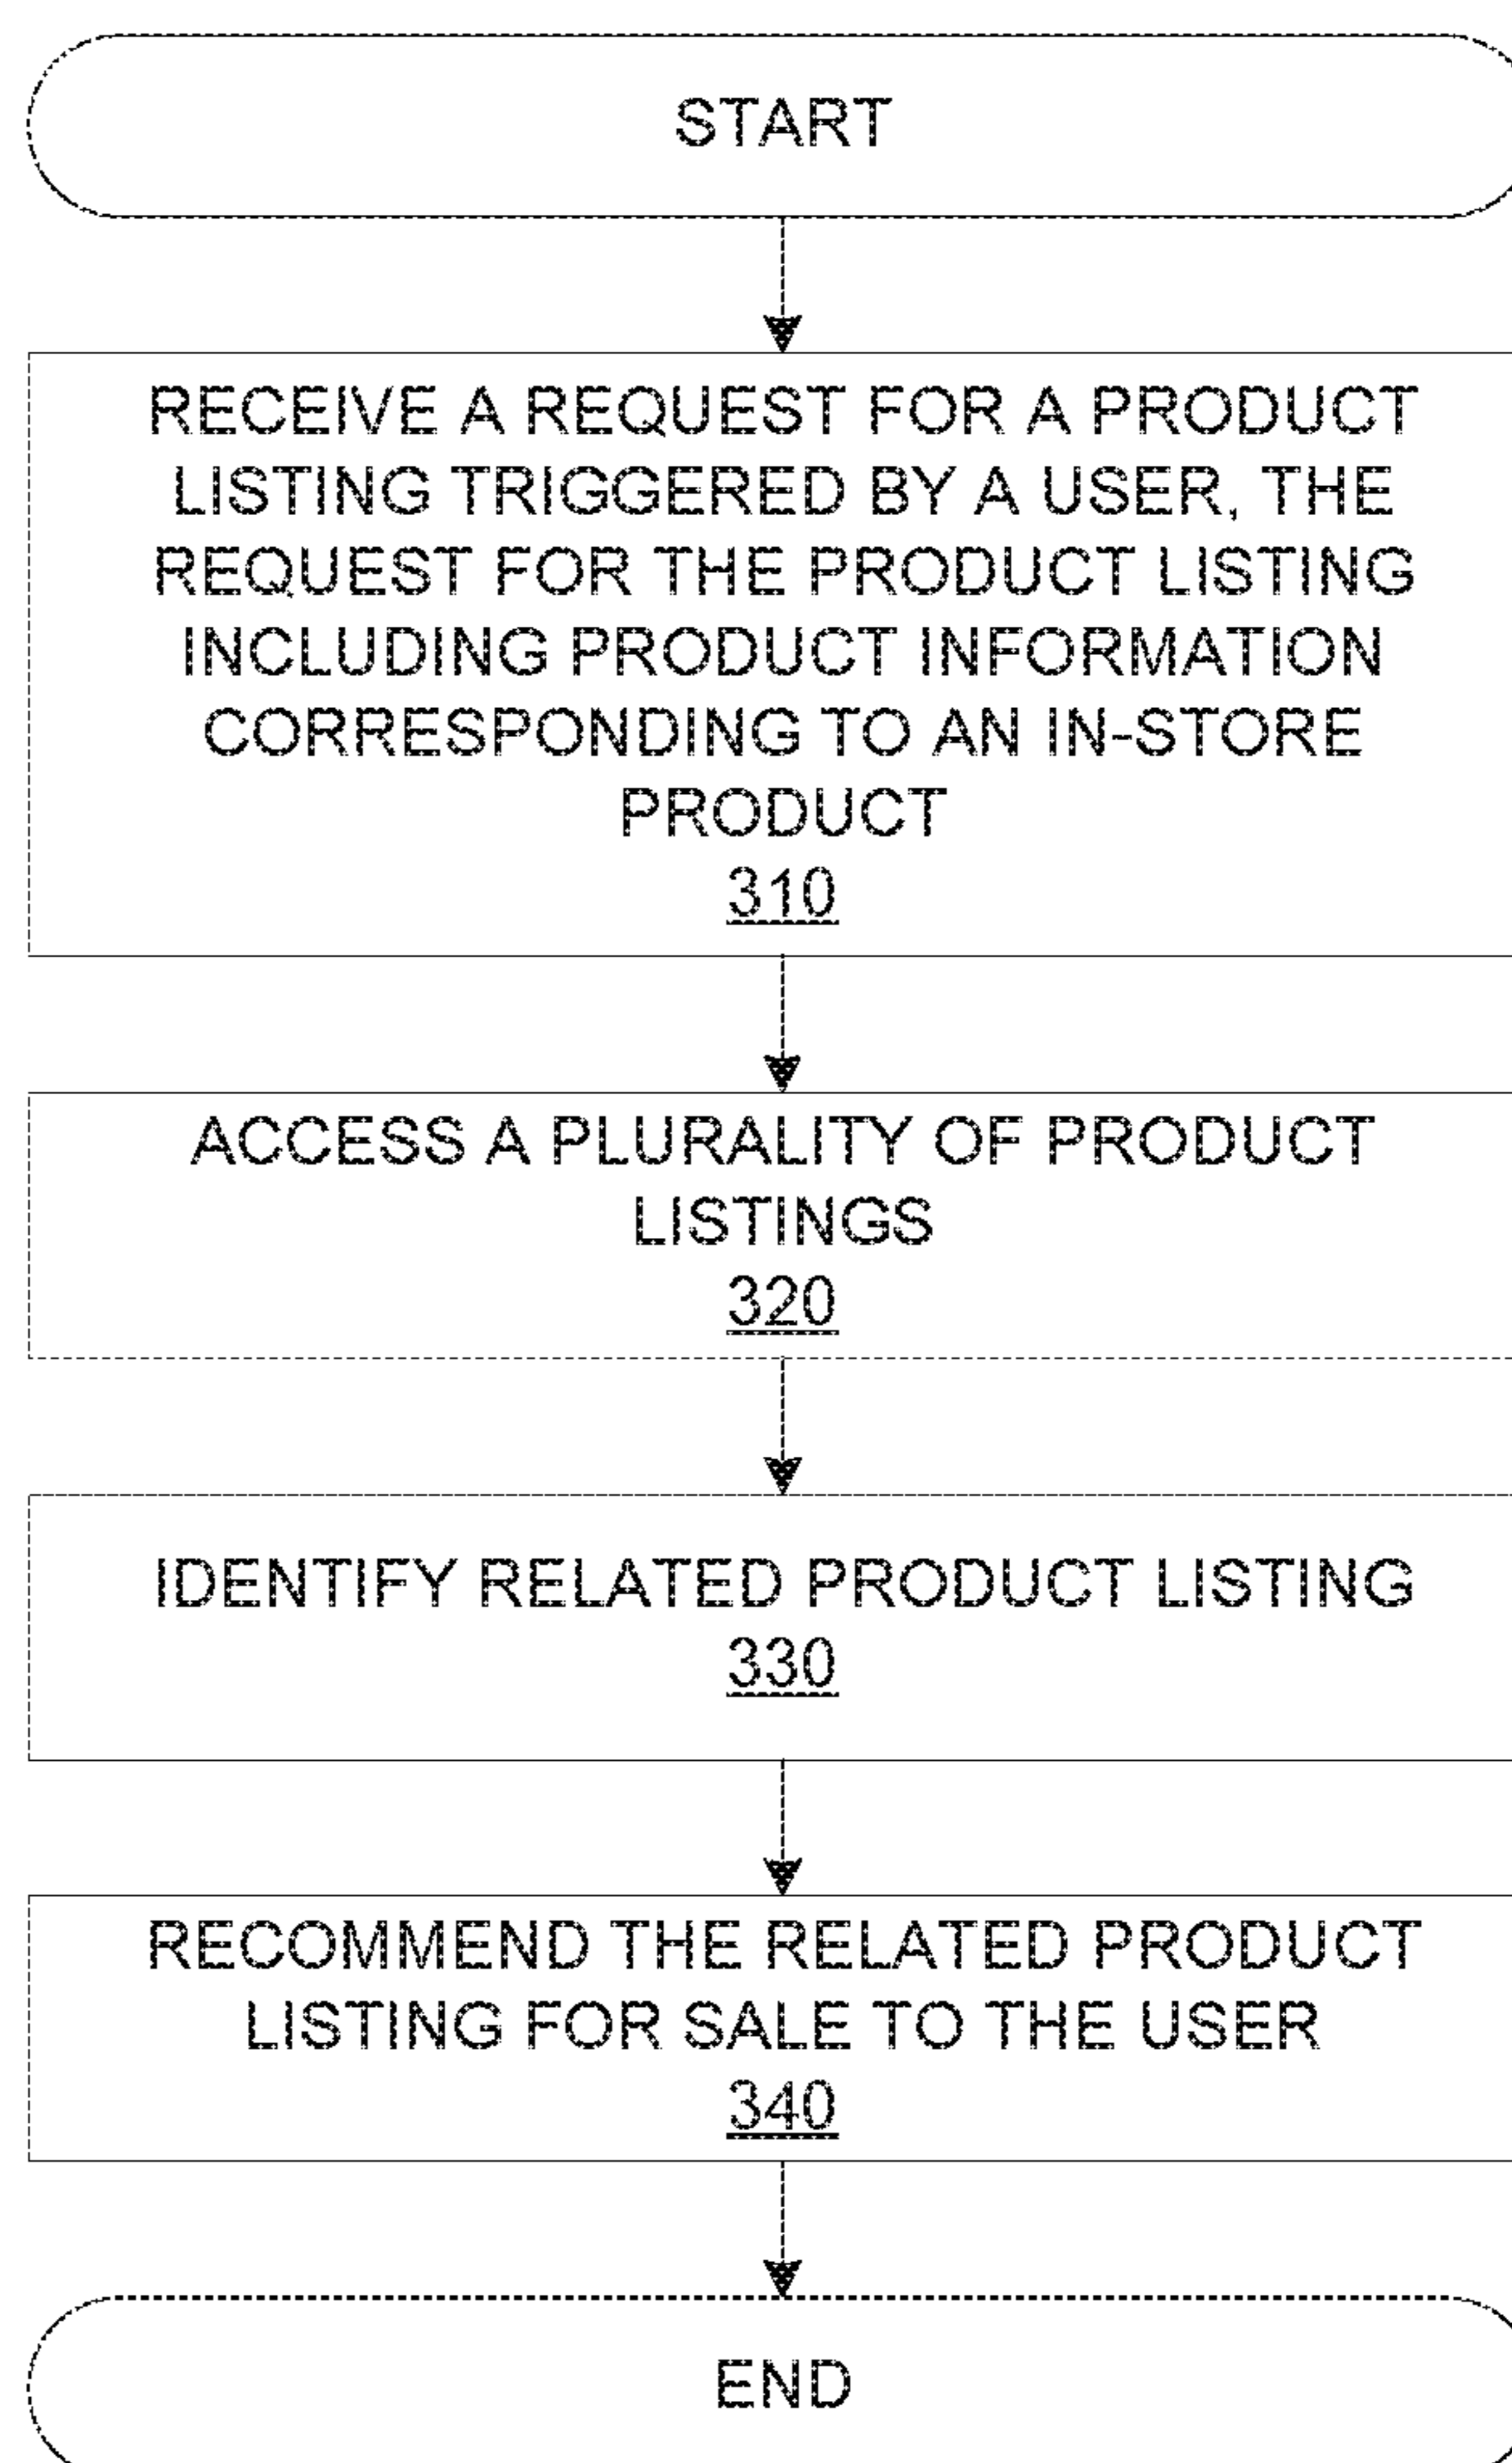 START
RECEIVE A REQUEST FOR A PRODUCT
LISTING TRIGGERED BY A USER, THE
REQUEST FOR THE PRODUCT LISTING
INCLUDING PRODUCT INFORMATION
CORRESPONDING TO AN IN-STORE
PRODUCT
310
ACCESS A PLURALITY OF PRODUCT
LISTINGS
320
IDENTIFY RELATED PRODUCT LISTING
330
RECOMMEND THE RELATED PRODUCT
LISTING FOR SALE TO THE USER
340
END